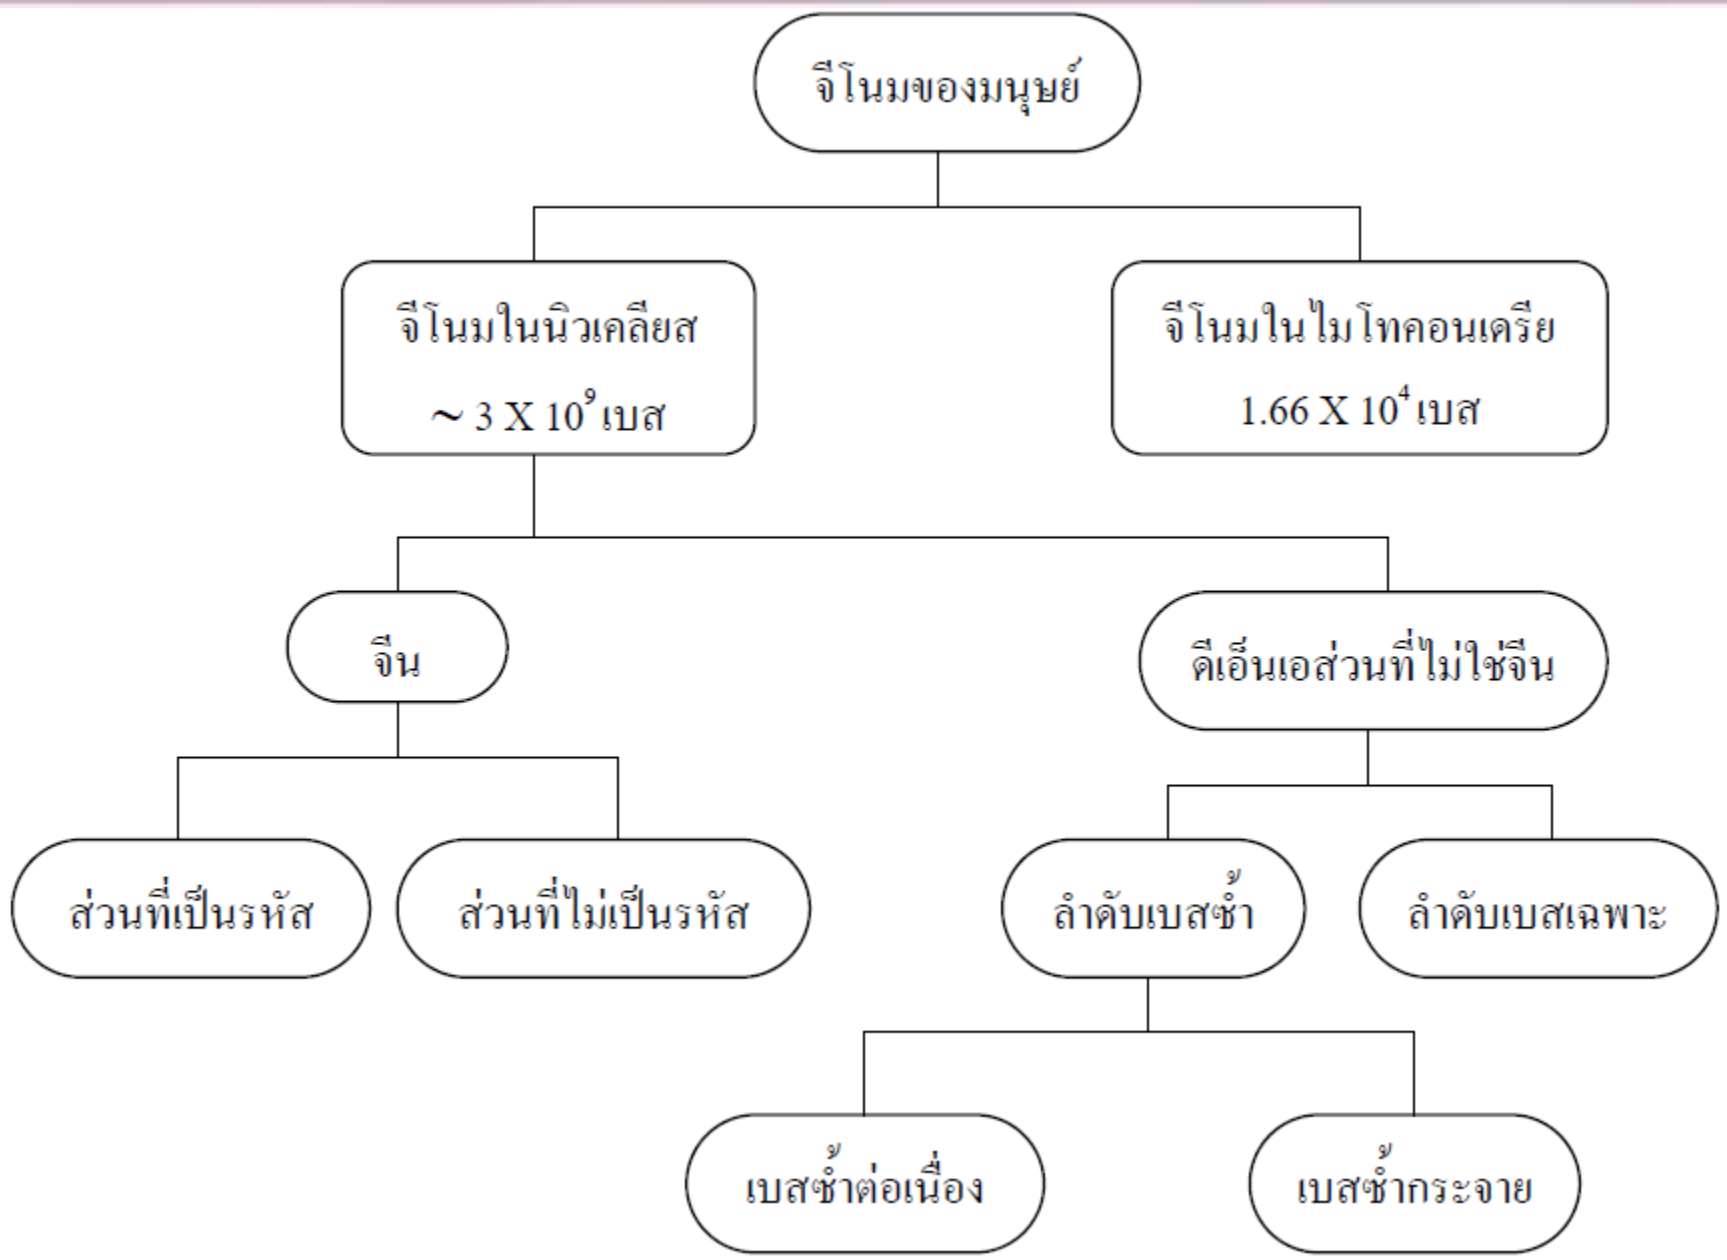 จีโนมของมนุษย์
จีโนมในนิวเคลียส
~ 3 X 10⁹ เบส
จีโนมในไมโทคอนเดรีย
1.66 X 10⁴ เบส
จีน
ดีเอ็นเอส่วนที่ไม่ใช่จีน
ส่วนที่เป็นรหัส
ส่วนที่ไม่เป็นรหัส
ลำดับเบสซ้ำ
ลำดับเบสเฉพาะ
เบสซ้ำต่อเนื่อง
เบสซ้ำกระจาย